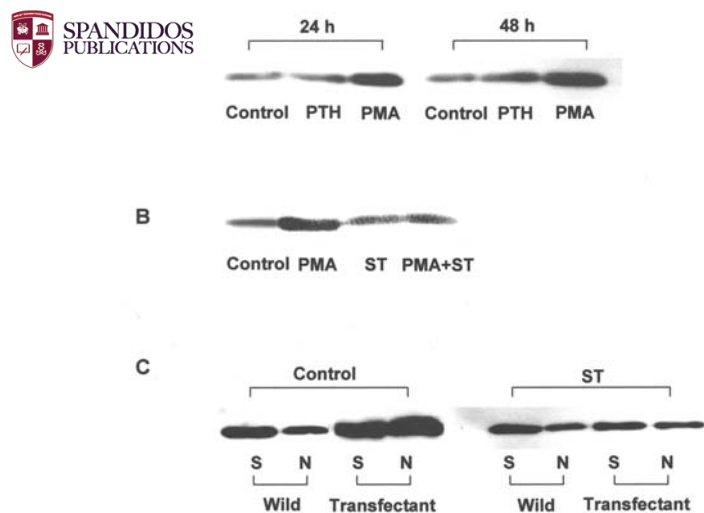 SPANDIDOS
PUBLICATIONS
24 h 48 h
Control PTH PMA Control PTH PMA
B
Control PMA ST PMA+ST
C
Control ST
S N S N S N S N
Wild Transfectant Wild Transfectant